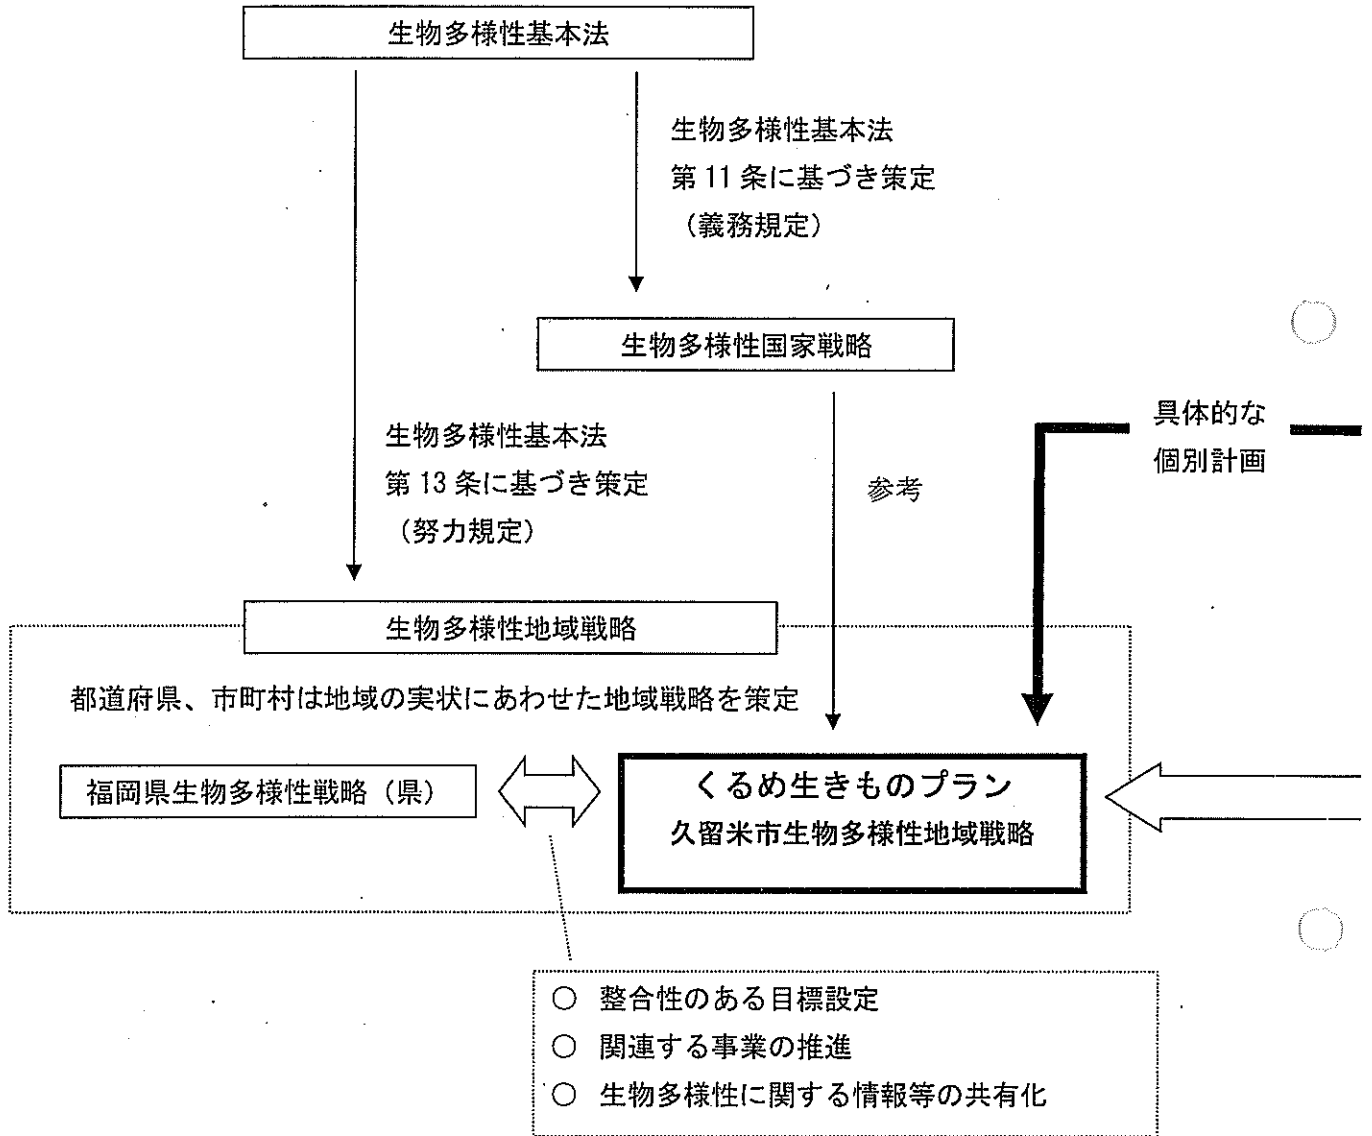 生物多様性基本法
生物多様性基本法
第11条に基づき策定
（義務規定）
生物多様性国家戦略
具体的な
個別計画
生物多様性基本法
第13条に基づき策定
（努力規定）
参考
生物多様性地域戦略
都道府県、市町村は地域の実状にあわせた地域戦略を策定
福岡県生物多様性戦略（県）
くるめ生きものプラン
久留米市生物多様性地域戦略
○ 整合性のある目標設定
○ 関連する事業の推進
○ 生物多様性に関する情報等の共有化